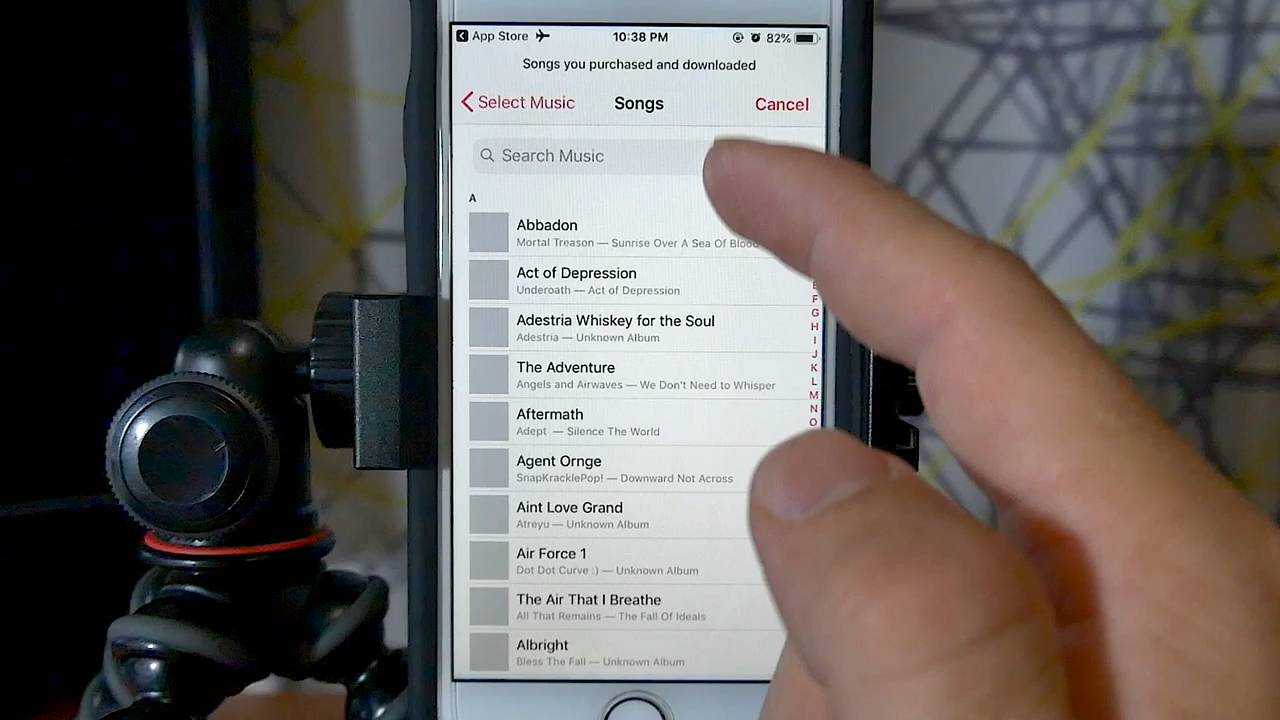 App Store 10:38 PM 82%
Songs you purchased and downloaded
Select Music Songs Cancel
Search Music
A
Abbadon
Mortal Treason — Sunrise Over A Sea Of Blood
Act of Depression
Underoath — Act of Depression
Adestria Whiskey for the Soul
Adestria — Unknown Album
The Adventure
Angels and Airwaves — We Don't Need to Whisper
Aftermath
Adept — Silence The World
Agent Ornge
SnapKracklePop! — Downward Not Across
Aint Love Grand
Atreyu — Unknown Album
Air Force 1
Dot Dot Curve :) — Unknown Album
The Air That I Breathe
All That Remains — The Fall Of Ideals
Albright
Bless The Fall — Unknown Album
F
G
H
I
J
K
L
M
N
O